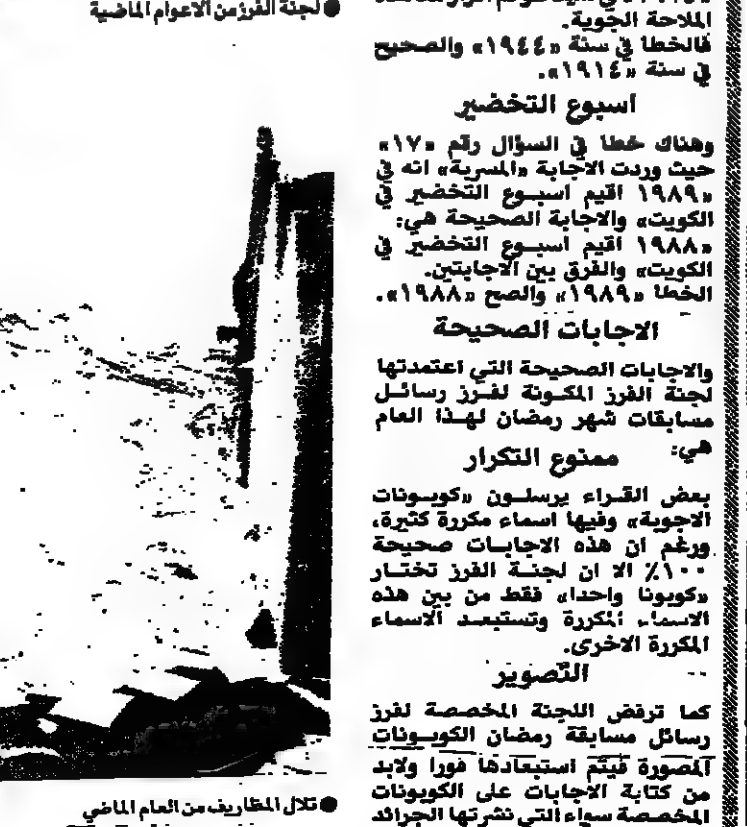 ● لجنة الفرز من الاعوام الماضية
الملاحة الجوية.
فالخطا في سنة «١٩٤٤» والصحيح
في سنة «١٩١٤».
اسبوع التخضير
وهناك خطا في السؤال رقم «١٧»
حيث وردت الاجابة «المسربة» انه في
«١٩٨٩ اقيم اسبوع التخضير في
الكويت» والاجابة الصحيحة هي:
«١٩٨٨ اقيم اسبوع التخضير في
الكويت» والفرق بين الاجابتين.
الخطا «١٩٨٩» والصح «١٩٨٨».
الاجابات الصحيحة
والاجابات الصحيحة التي اعتمدتها
لجنة الفرز المكونة لفرز رسائل
مسابقات شهر رمضان لهذا العام
هي:
ممنوع التكرار
بعض القراء يرسلون «كوبونات
الاجوبة» وفيها اسماء مكررة كثيرة،
ورغم ان هذه الاجابات صحيحة
١٠٠٪ الا ان لجنة الفرز تختار
«كوبونا واحدا» فقط من بين هذه
الاسماء المكررة وتستبعد الاسماء
المكررة الاخرى.
التصوير
كما ترفض اللجنة المخصصة لفرز
رسائل مسابقة رمضان الكوبونات
المصورة فيتم استبعادها فورا ولابد
من كتابة الاجابات على الكوبونات
المخصصة سواء التي نشرتها الجرائد
● تلال المظاريف من العام الماضي